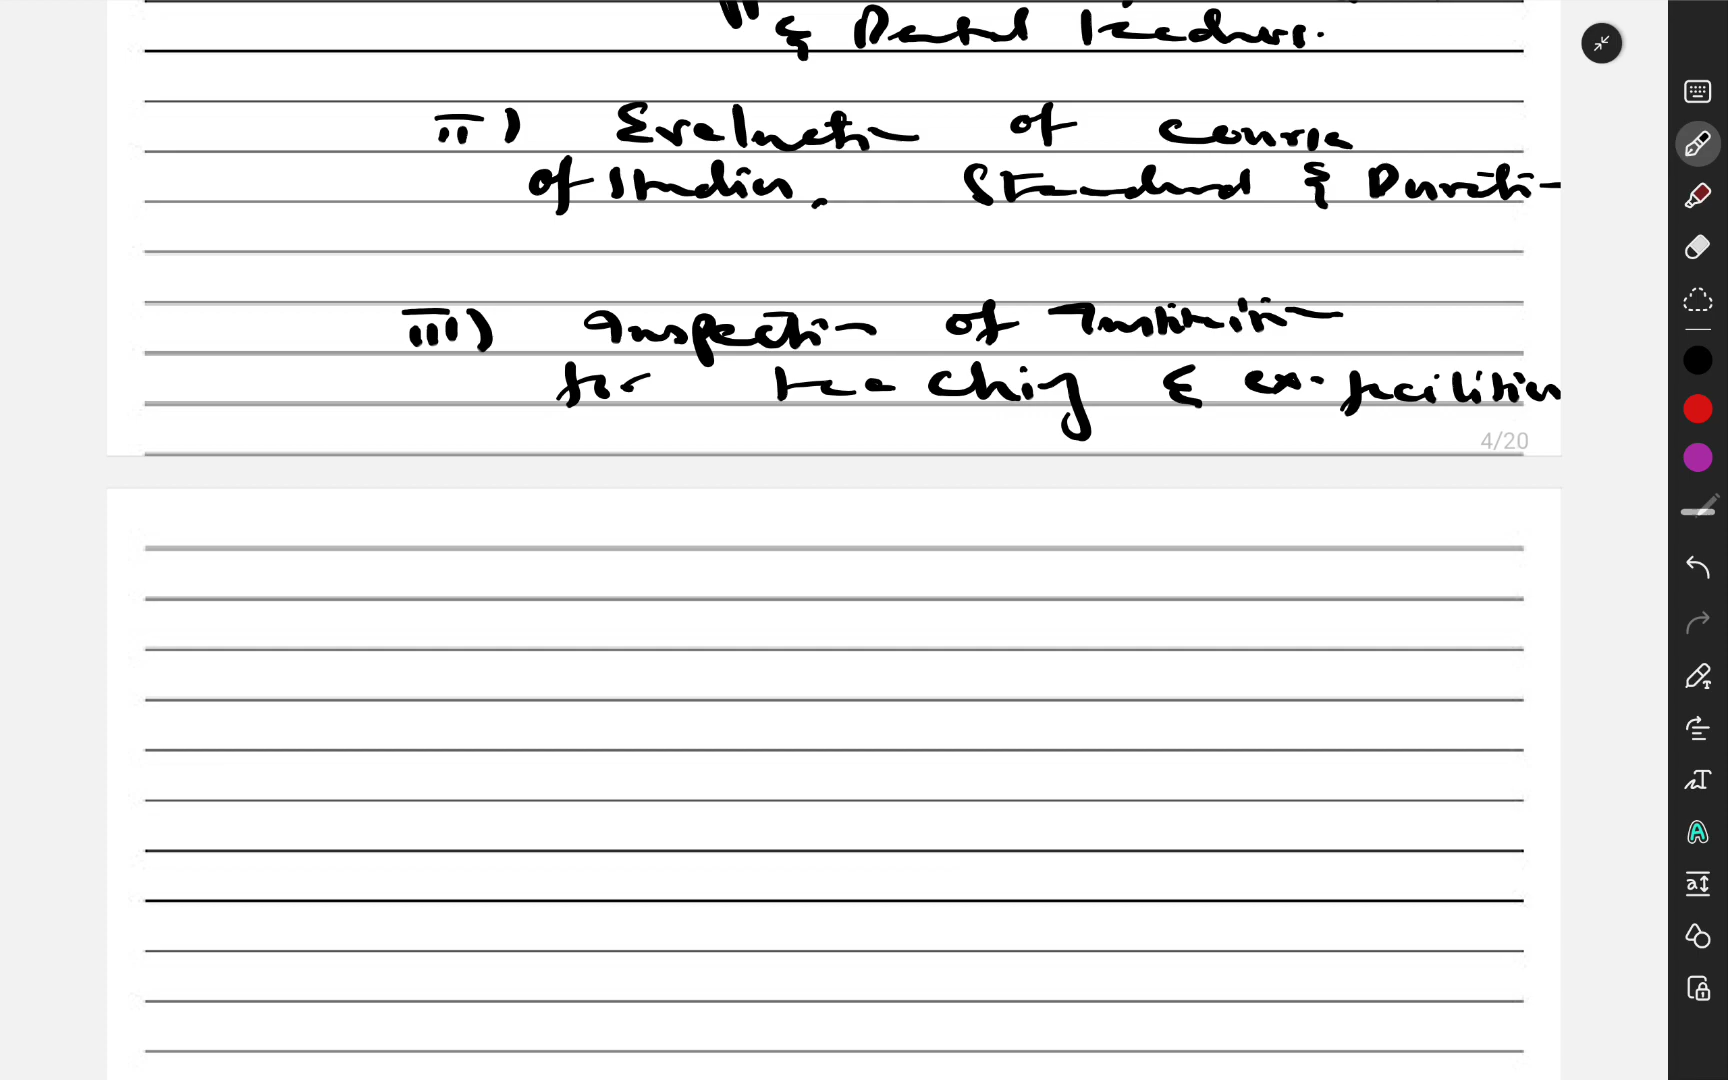 & Dental Teachers.
ii) Evaluation of course
of studies. Standard & Duration
iii) Inspection of Institution
for teaching & ex. facilities
4/20